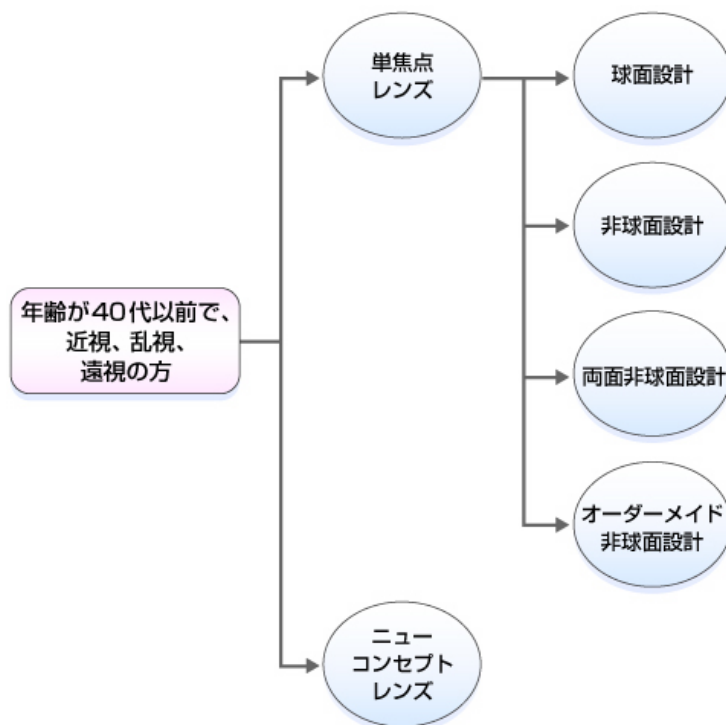 年齢が40代以前で、
近視、乱視、
遠視の方
単焦点
レンズ
球面設計
非球面設計
両面非球面設計
オーダーメイド
非球面設計
ニュー
コンセプト
レンズ